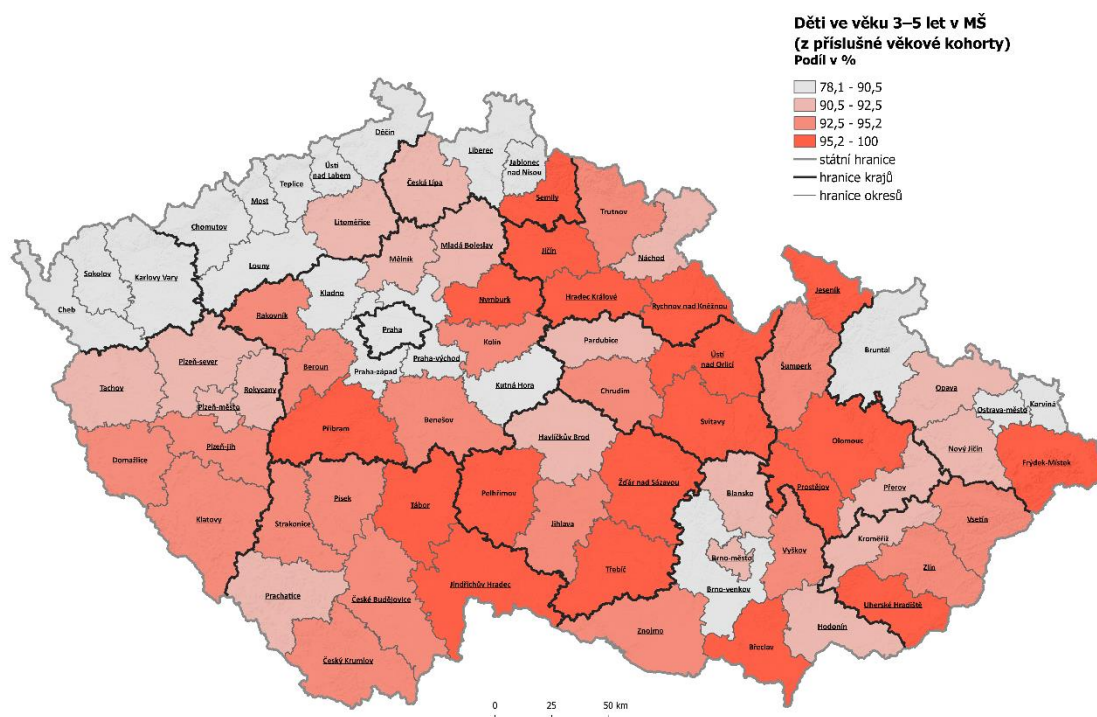 Děti ve věku 3–5 let v MŠ
(z příslušné věkové kohorty)
Podíl v %
78,1 - 90,5
90,5 - 92,5
92,5 - 95,2
95,2 - 100
státní hranice
hranice krajů
hranice okresů
Děčín
Liberec
Jablonec
nad Nisou
Ústí
nad Labem
Teplice
Česká Lípa
Most
Semily
Trutnov
Chomutov
Litoměřice
Mladá Boleslav
Jičín
Náchod
Mělník
Louny
Sokolov
Karlovy Vary
Cheb
Kladno
Nymburk
Hradec Králové
Rychnov nad Kněžnou
Jeseník
Rakovník
Praha
Kolín
Pardubice
Bruntál
Praha-východ
Praha-západ
Beroun
Plzeň-sever
Tachov
Rokycany
Plzeň-město
Kutná Hora
Chrudim
Ústí
nad Orlicí
Šumperk
Opava
Karviná
Ostrava-město
Příbram
Benešov
Svitavy
Havlíčkův Brod
Plzeň-jih
Domažlice
Olomouc
Nový Jičín
Frýdek-Místek
Žďár nad Sázavou
Pelhřimov
Přerov
Prostějov
Blansko
Klatovy
Písek
Tábor
Strakonice
Jihlava
Vsetín
Kroměříž
Vyškov
Brno-město
Třebíč
Zlín
Jindřichův Hradec
Brno-venkov
Prachatice
České Budějovice
Uherské Hradiště
Hodonín
Znojmo
Břeclav
Český Krumlov
0 25 50 km